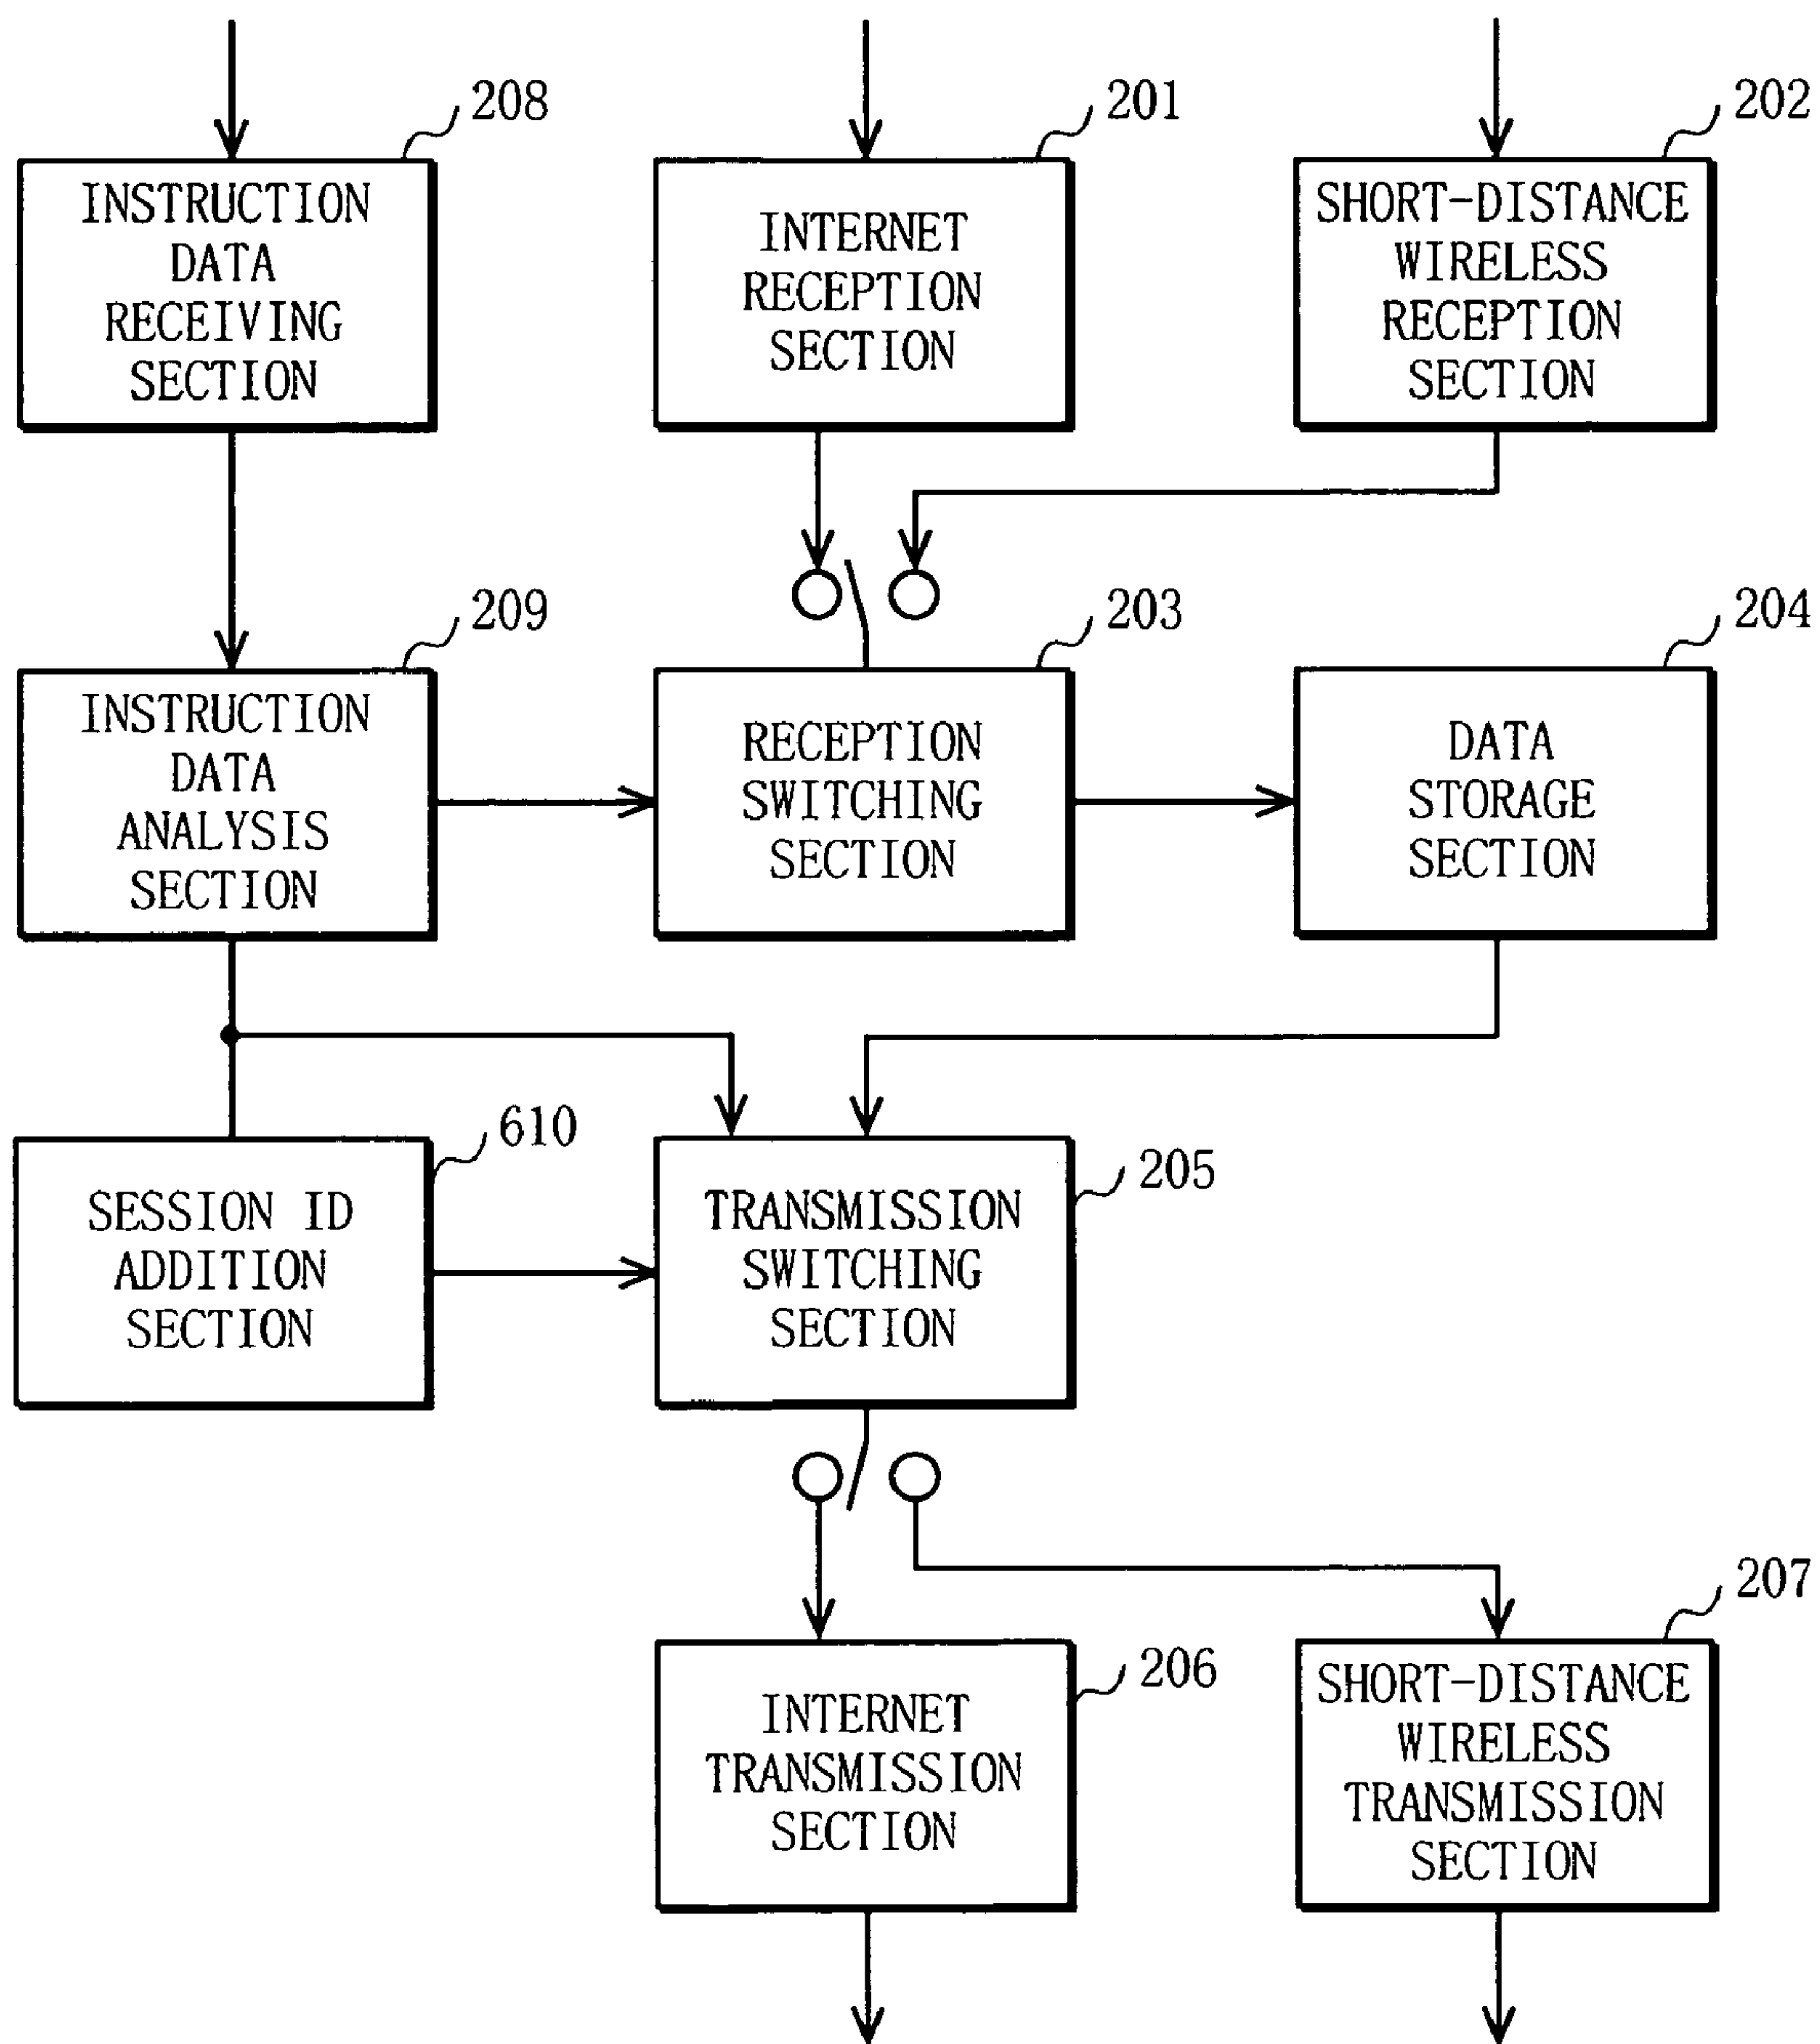 208
INSTRUCTION
DATA
RECEIVING
SECTION
201
INTERNET
RECEPTION
SECTION
202
SHORT-DISTANCE
WIRELESS
RECEPTION
SECTION
209
INSTRUCTION
DATA
ANALYSIS
SECTION
203
RECEPTION
SWITCHING
SECTION
204
DATA
STORAGE
SECTION
610
SESSION ID
ADDITION
SECTION
205
TRANSMISSION
SWITCHING
SECTION
206
INTERNET
TRANSMISSION
SECTION
207
SHORT-DISTANCE
WIRELESS
TRANSMISSION
SECTION